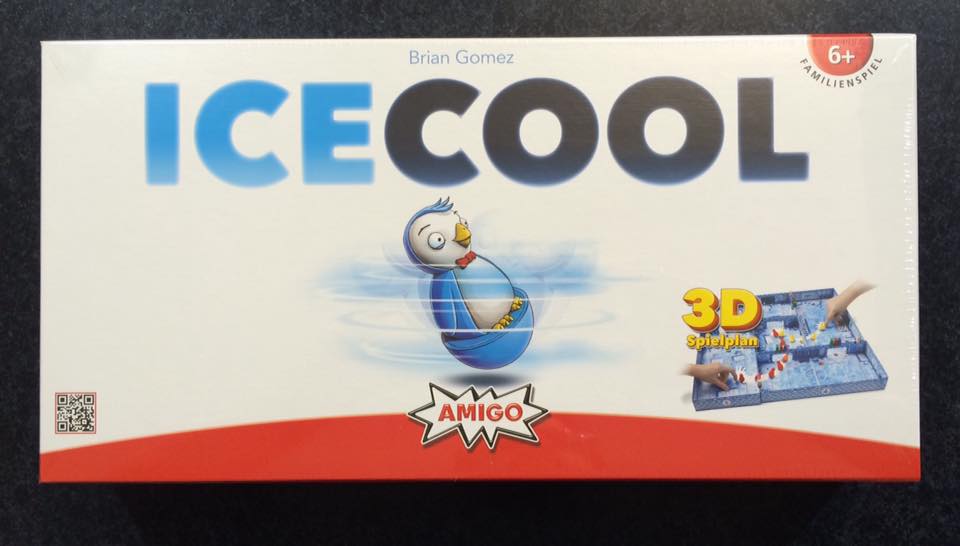 Brian Gomez
6+
FAMILIENSPIEL
ICECOOL
3D
Spielplan
AMIGO